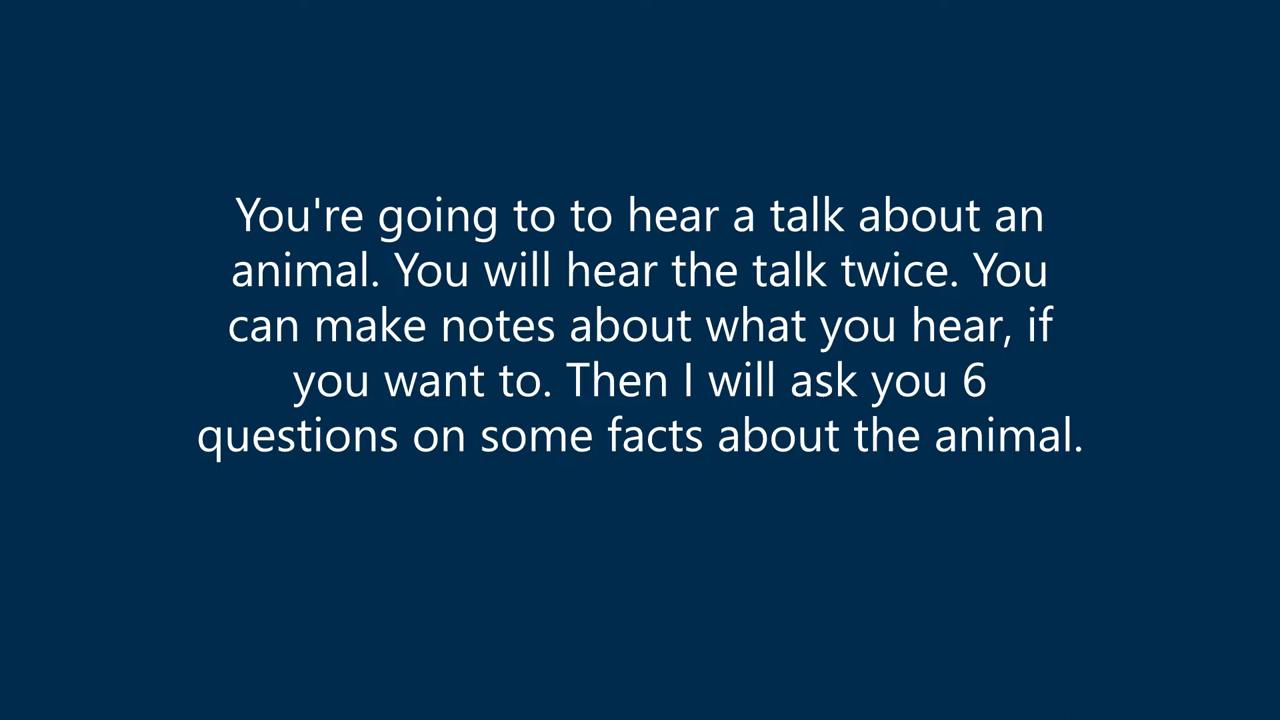 You're going to to hear a talk about an
animal. You will hear the talk twice. You
can make notes about what you hear, if
you want to. Then I will ask you 6
questions on some facts about the animal.